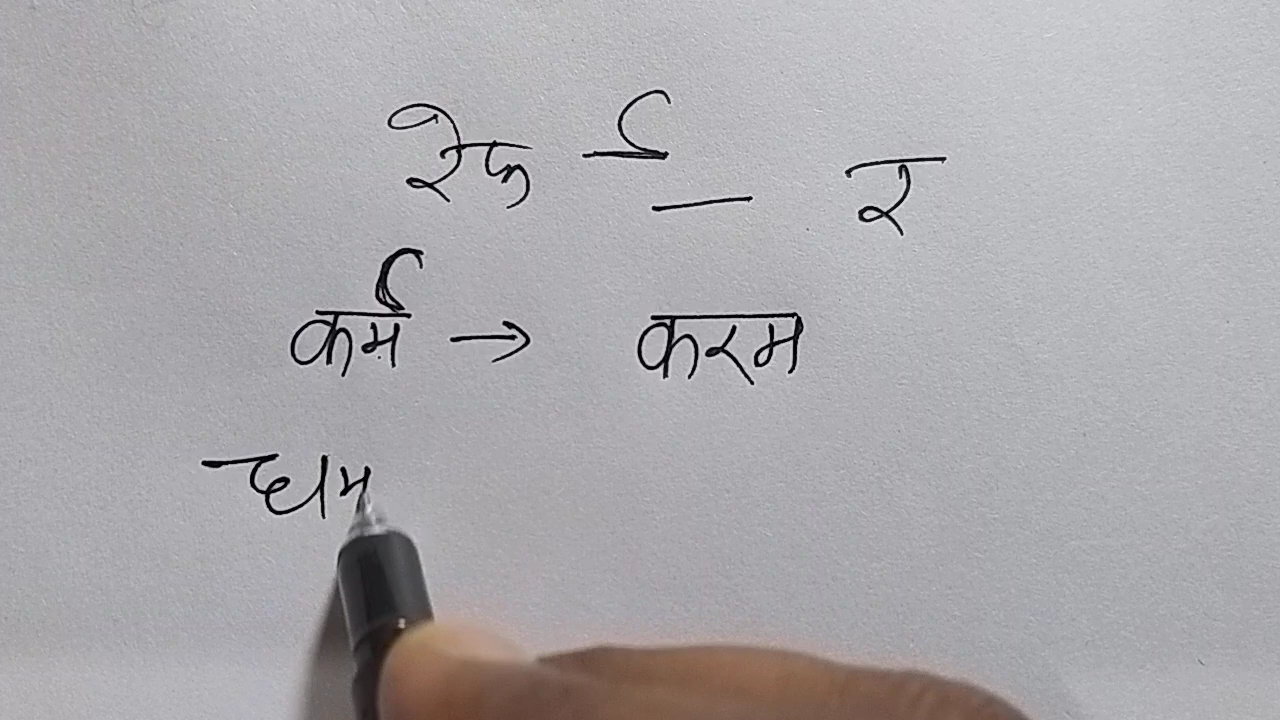 रेफ र्  — र
कर्म → करम
धम